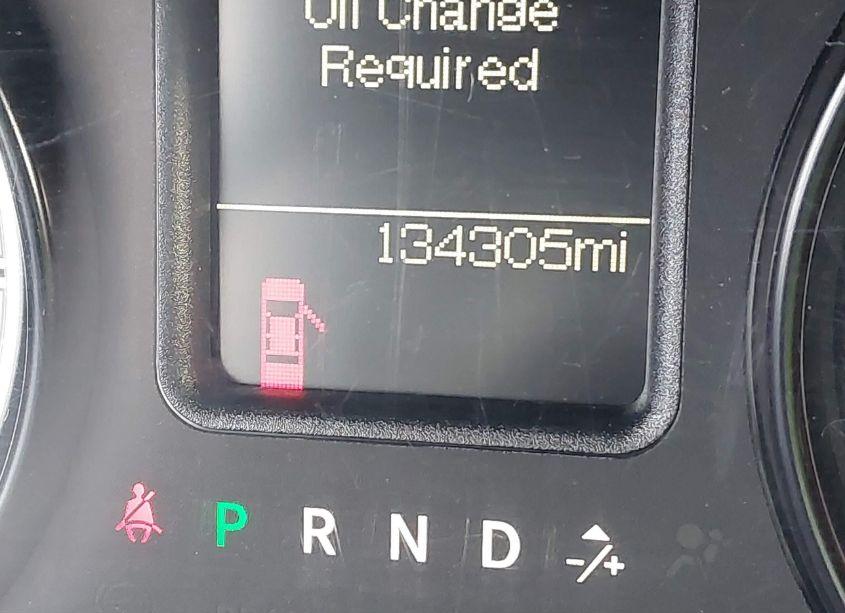 Oil Change
Required
134305mi
P R N D -/+